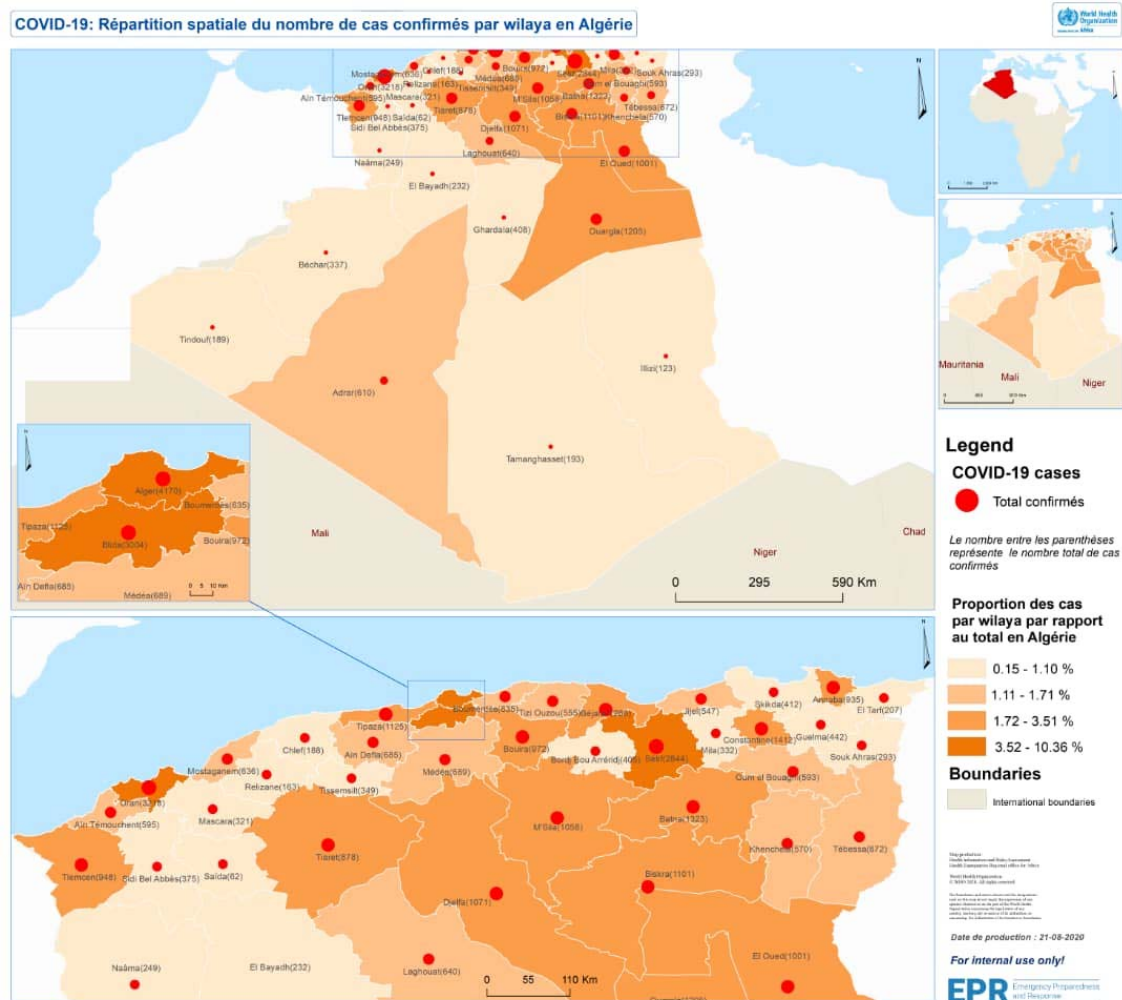 COVID-19: Répartition spatiale du nombre de cas confirmés par wilaya en Algérie
World Health
Organization
Mostaganem(636)
Chlef(188)
Bouira(972)
Souk Ahras(293)
Oran(3218)
Relizane(163)
Médéa(689)
Tissemsilt(349)
Oum el Bouaghi(593)
Aïn Témouchent(595)
Mascara(321)
M'Sila(1058)
Batna(1323)
Tébessa(672)
Tlemcen(948)
Saïda(62)
Tiaret(878)
Biskra(1101)
Khenchela(570)
Sidi Bel Abbès(375)
Djelfa(1071)
Naâma(249)
Laghouat(640)
El Oued(1001)
El Bayadh(232)
Ghardaïa(408)
Ouargla(1205)
Béchar(337)
Tindouf(189)
Illizi(123)
Adrar(610)
Tamanghasset(193)
Mali
Niger
Chad
0 295 590 Km
N
Alger(4170)
Boumerdès(635)
Tipaza(1125)
Blida(3004)
Bouira(972)
Aïn Defla(685)
Médéa(689)
0 5 10 Km
Mauritania
Mali
Niger
Legend
COVID-19 cases
Total confirmés
Le nombre entre les parenthèses
représente le nombre total de cas
confirmés
Proportion des cas
par wilaya par rapport
au total en Algérie
0.15 - 1.10 %
1.11 - 1.71 %
1.72 - 3.51 %
3.52 - 10.36 %
Boundaries
International boundaries
N
Boumerdès(635)
Tizi Ouzou(555)
Jijel(547)
Skikda(412)
Annaba(935)
El Tarf(207)
Tipaza(1125)
Chlef(188)
Aïn Defla(685)
Bouira(972)
Sétif(2844)
Mila(332)
Constantine(1412)
Guelma(442)
Souk Ahras(293)
Mostaganem(636)
Médéa(689)
Oum el Bouaghi(593)
Relizane(163)
Tissemsilt(349)
Oran(3218)
Mascara(321)
Aïn Témouchent(595)
M'Sila(1058)
Batna(1323)
Tiaret(878)
Khenchela(570)
Tébessa(672)
Tlemcen(948)
Sidi Bel Abbès(375)
Saïda(62)
Biskra(1101)
Djelfa(1071)
Naâma(249)
El Bayadh(232)
Laghouat(640)
El Oued(1001)
0 55 110 Km
Date de production : 21-08-2020
For internal use only!
EPR Emergency Preparedness
and Response